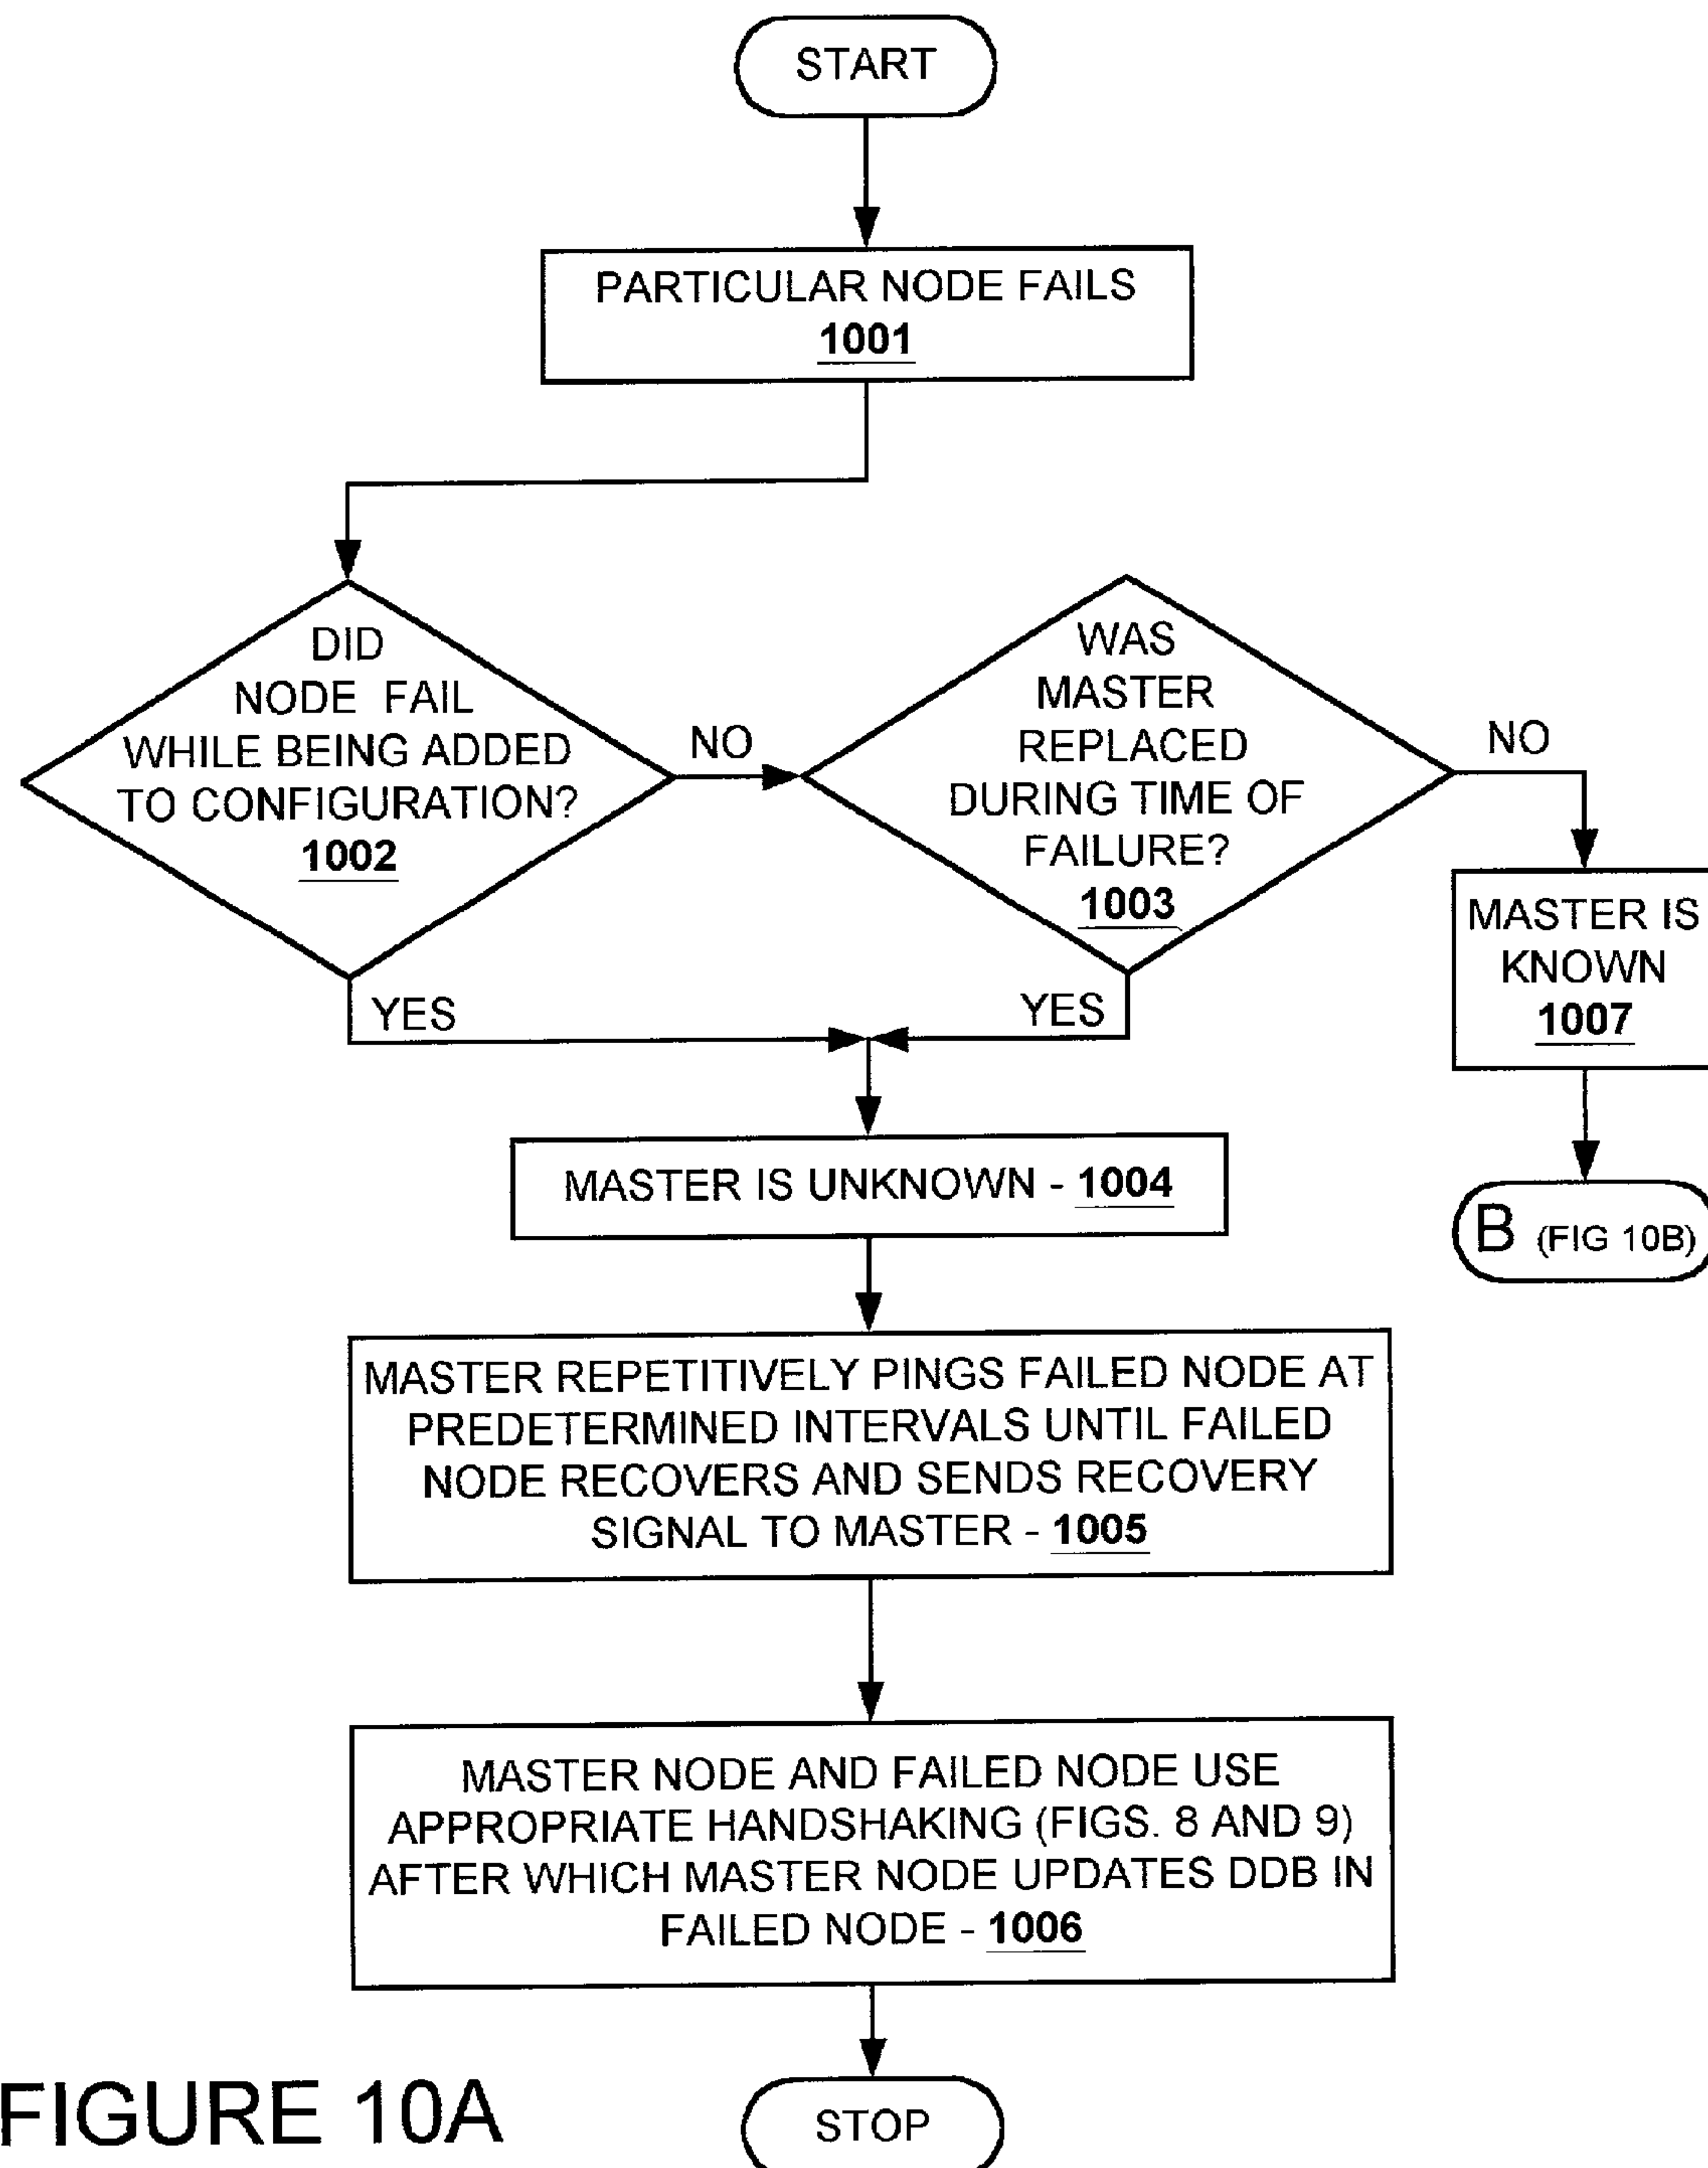 START
PARTICULAR NODE FAILS
1001
DID
NODE FAIL
WHILE BEING ADDED
TO CONFIGURATION?
1002
NO
WAS
MASTER
REPLACED
DURING TIME OF
FAILURE?
1003
NO
MASTER IS
KNOWN
1007
B (FIG 10B)
YES
YES
MASTER IS UNKNOWN - 1004
MASTER REPETITIVELY PINGS FAILED NODE AT
PREDETERMINED INTERVALS UNTIL FAILED
NODE RECOVERS AND SENDS RECOVERY
SIGNAL TO MASTER - 1005
MASTER NODE AND FAILED NODE USE
APPROPRIATE HANDSHAKING (FIGS. 8 AND 9)
AFTER WHICH MASTER NODE UPDATES DDB IN
FAILED NODE - 1006
STOP
FIGURE 10A